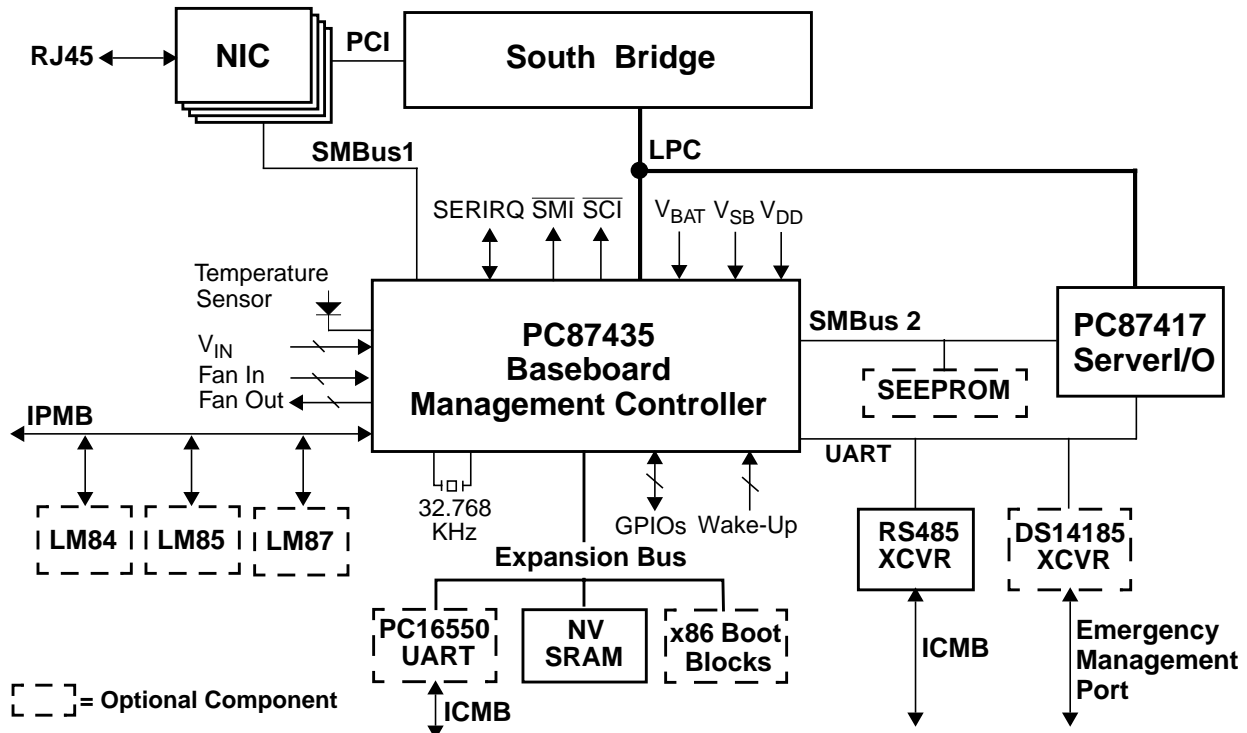 RJ45
NIC
PCI
South Bridge
SMBus1
LPC
SERIRQ
SMI
SCI
VBAT
VSB
VDD
Temperature
Sensor
VIN
Fan In
Fan Out
IPMB
PC87435
Baseboard
Management Controller
SMBus 2
PC87417
ServerI/O
SEEPROM
UART
LM84
LM85
LM87
32.768
KHz
GPIOs
Wake-Up
Expansion Bus
RS485
XCVR
DS14185
XCVR
PC16550
UART
NV
SRAM
x86 Boot
Blocks
ICMB
ICMB
Emergency
Management
Port
= Optional Component